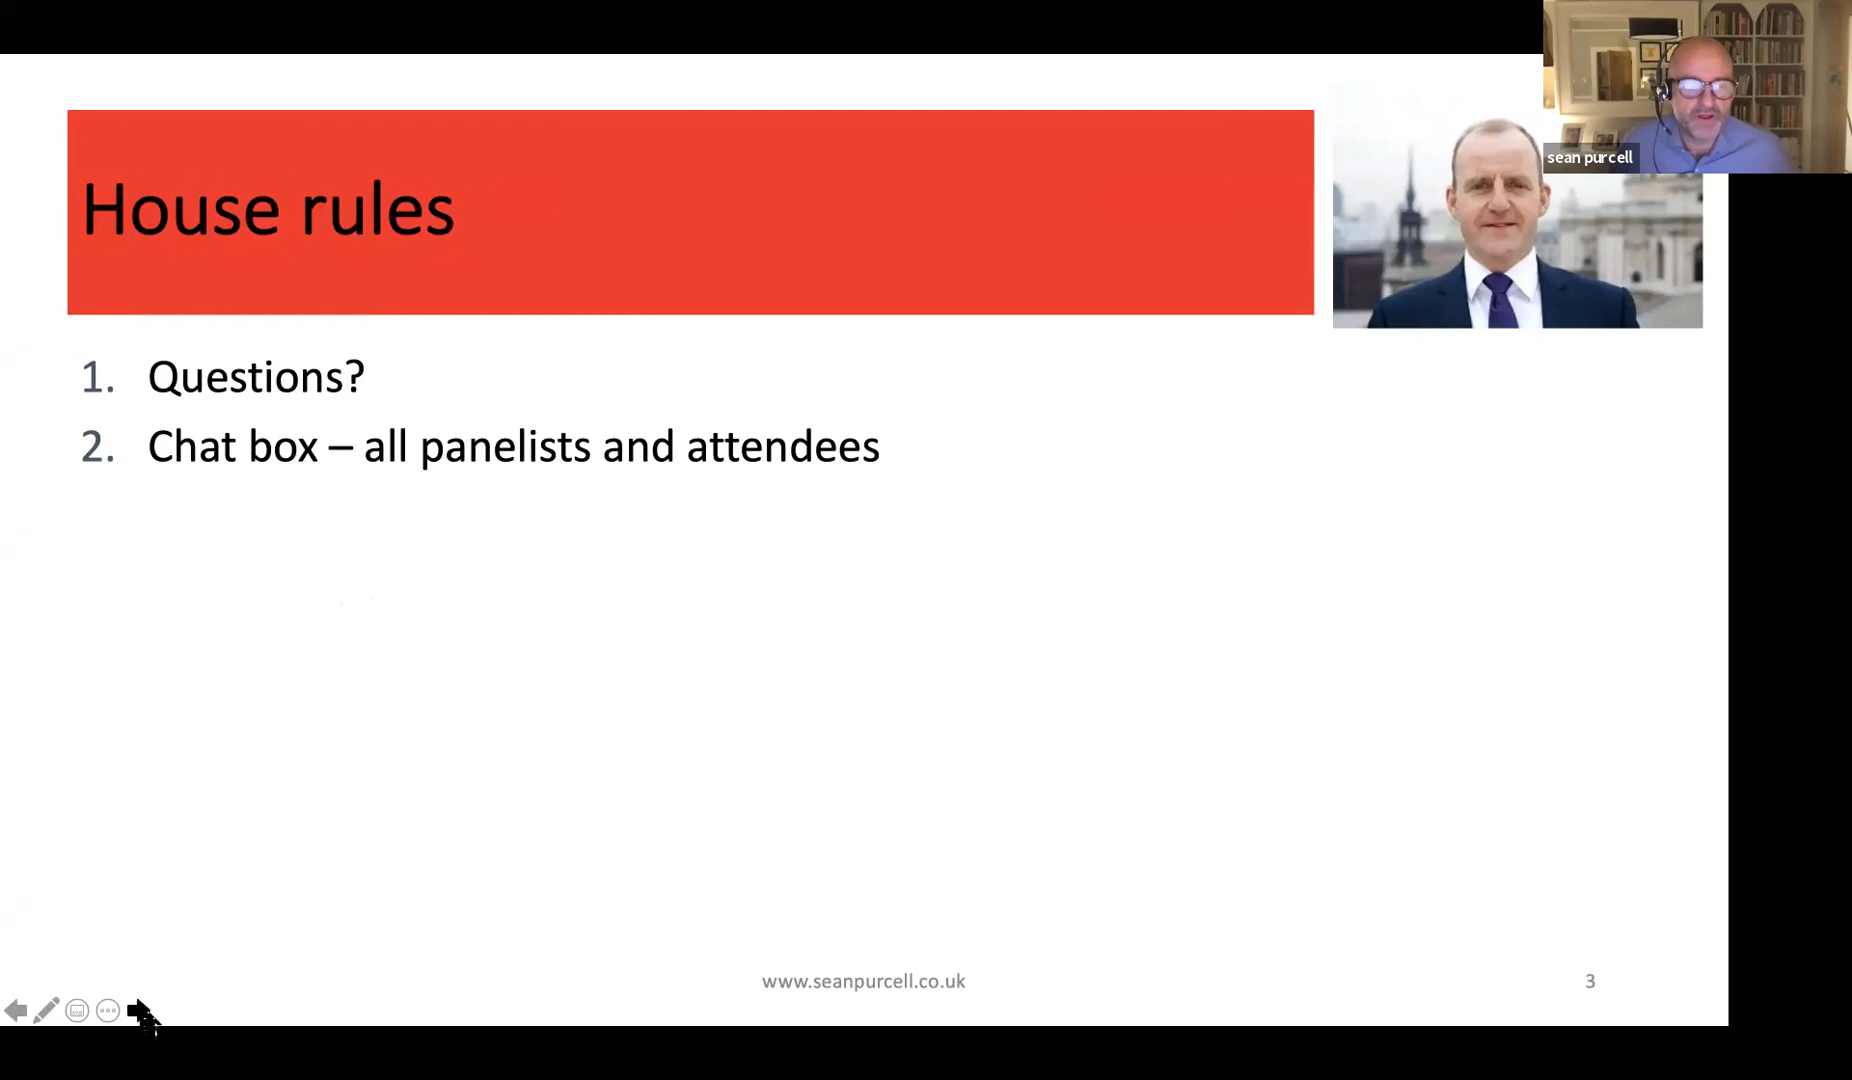 sean purcell
House rules
1. Questions?
2. Chat box – all panelists and attendees
www.seanpurcell.co.uk
3